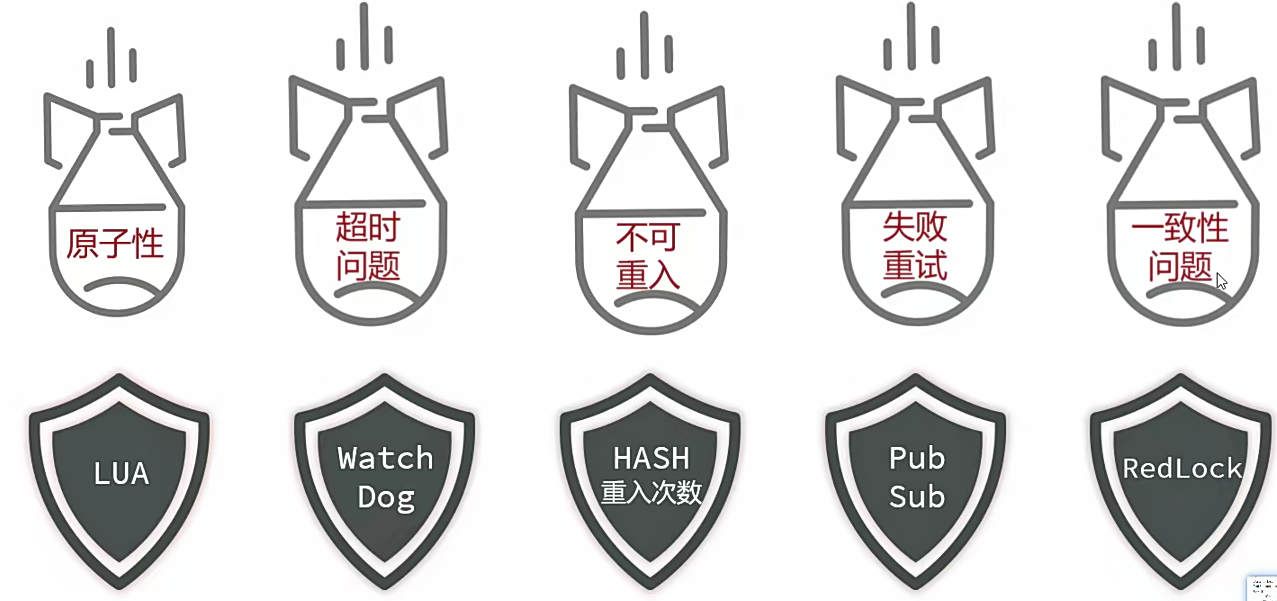 原子性
超时
问题
不可
重入
失败
重试
一致性
问题
LUA
Watch
Dog
HASH
重入次数
Pub
Sub
RedLock